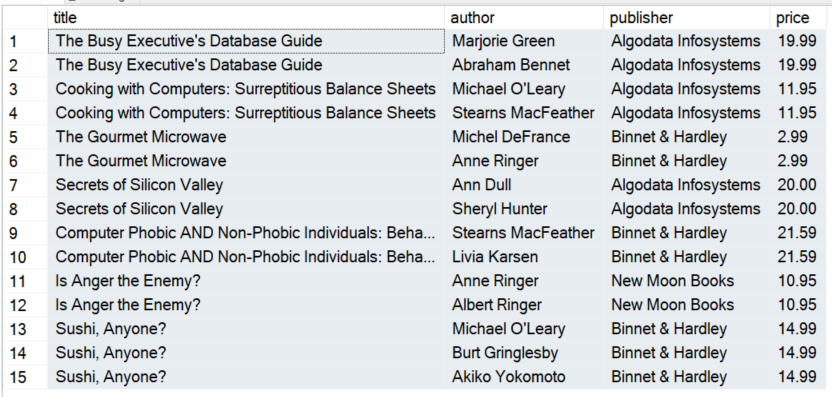 title author publisher price
1 The Busy Executive's Database Guide Marjorie Green Algodata Infosystems 19.99
2 The Busy Executive's Database Guide Abraham Bennet Algodata Infosystems 19.99
3 Cooking with Computers: Surreptitious Balance Sheets Michael O'Leary Algodata Infosystems 11.95
4 Cooking with Computers: Surreptitious Balance Sheets Stearns MacFeather Algodata Infosystems 11.95
5 The Gourmet Microwave Michel DeFrance Binnet & Hardley 2.99
6 The Gourmet Microwave Anne Ringer Binnet & Hardley 2.99
7 Secrets of Silicon Valley Ann Dull Algodata Infosystems 20.00
8 Secrets of Silicon Valley Sheryl Hunter Algodata Infosystems 20.00
9 Computer Phobic AND Non-Phobic Individuals: Beha... Stearns MacFeather Binnet & Hardley 21.59
10 Computer Phobic AND Non-Phobic Individuals: Beha... Livia Karsen Binnet & Hardley 21.59
11 Is Anger the Enemy? Anne Ringer New Moon Books 10.95
12 Is Anger the Enemy? Albert Ringer New Moon Books 10.95
13 Sushi, Anyone? Michael O'Leary Binnet & Hardley 14.99
14 Sushi, Anyone? Burt Gringlesby Binnet & Hardley 14.99
15 Sushi, Anyone? Akiko Yokomoto Binnet & Hardley 14.99